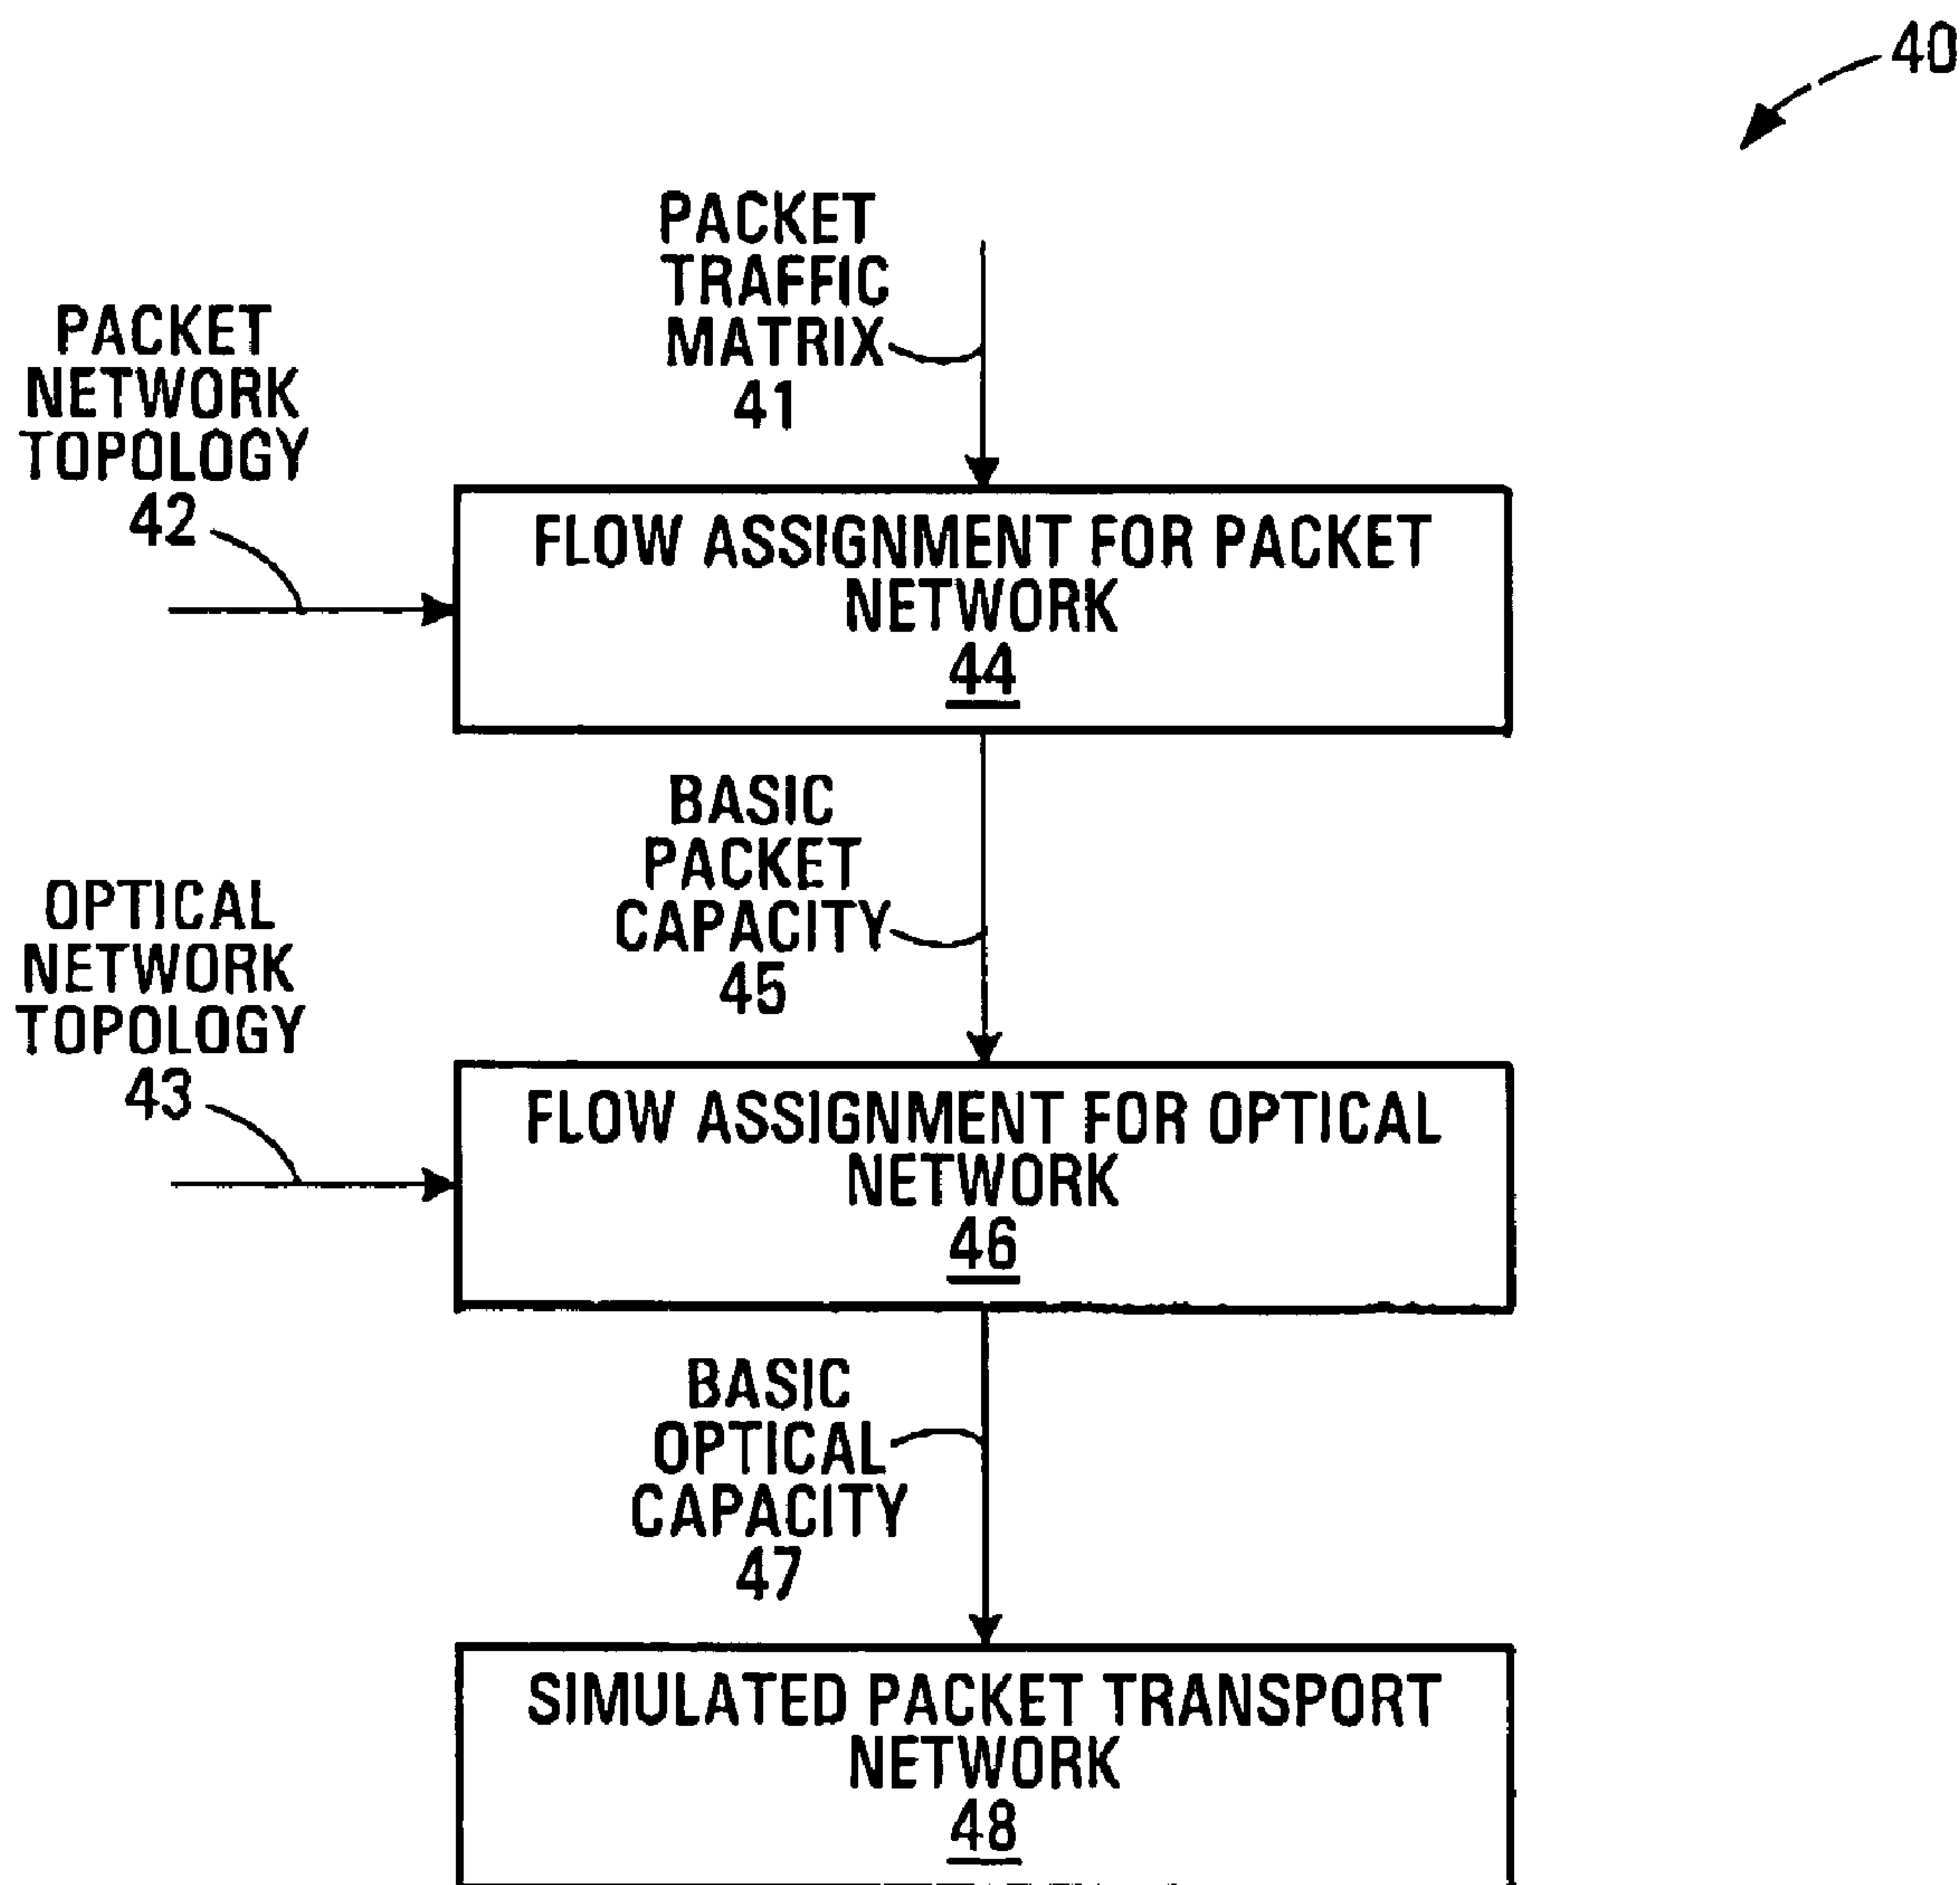 40
PACKET
TRAFFIC
MATRIX
41
PACKET
NETWORK
TOPOLOGY
42
FLOW ASSIGNMENT FOR PACKET
NETWORK
44
BASIC
PACKET
CAPACITY
45
OPTICAL
NETWORK
TOPOLOGY
43
FLOW ASSIGNMENT FOR OPTICAL
NETWORK
46
BASIC
OPTICAL
CAPACITY
47
SIMULATED PACKET TRANSPORT
NETWORK
48